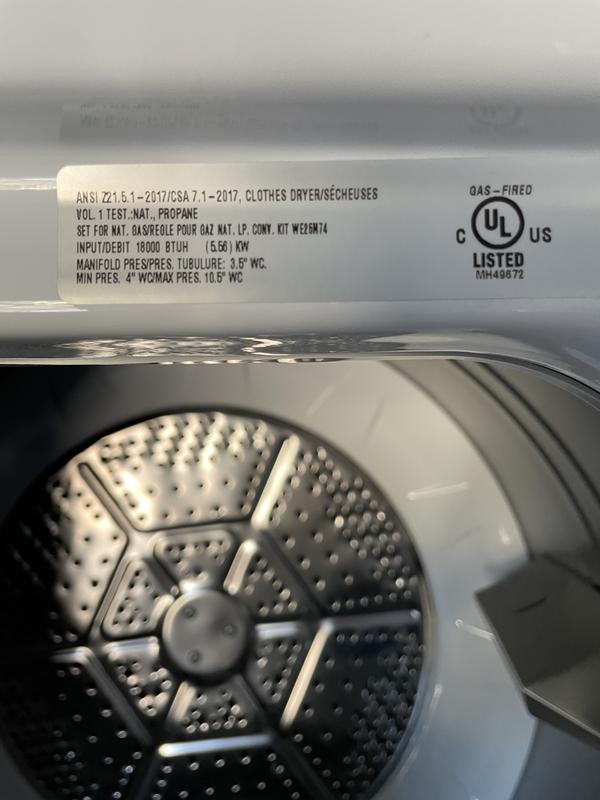 ANSI Z21.5.1-2017/CSA 7.1-2017, CLOTHES DRYER/SÉCHEUSES
VOL. 1 TEST.:NAT., PROPANE
SET FOR NAT. GAS/REGLE POUR GAZ NAT. LP. CONV. KIT WE25M74
INPUT/DEBIT 18000 BTUH (5.56) KW
MANIFOLD PRES/PRES. TUBULURE: 3.5" WC.
MIN PRES. 4" WC/MAX PRES. 10.5" WC
GAS-FIRED
C UL US
LISTED
MH49672